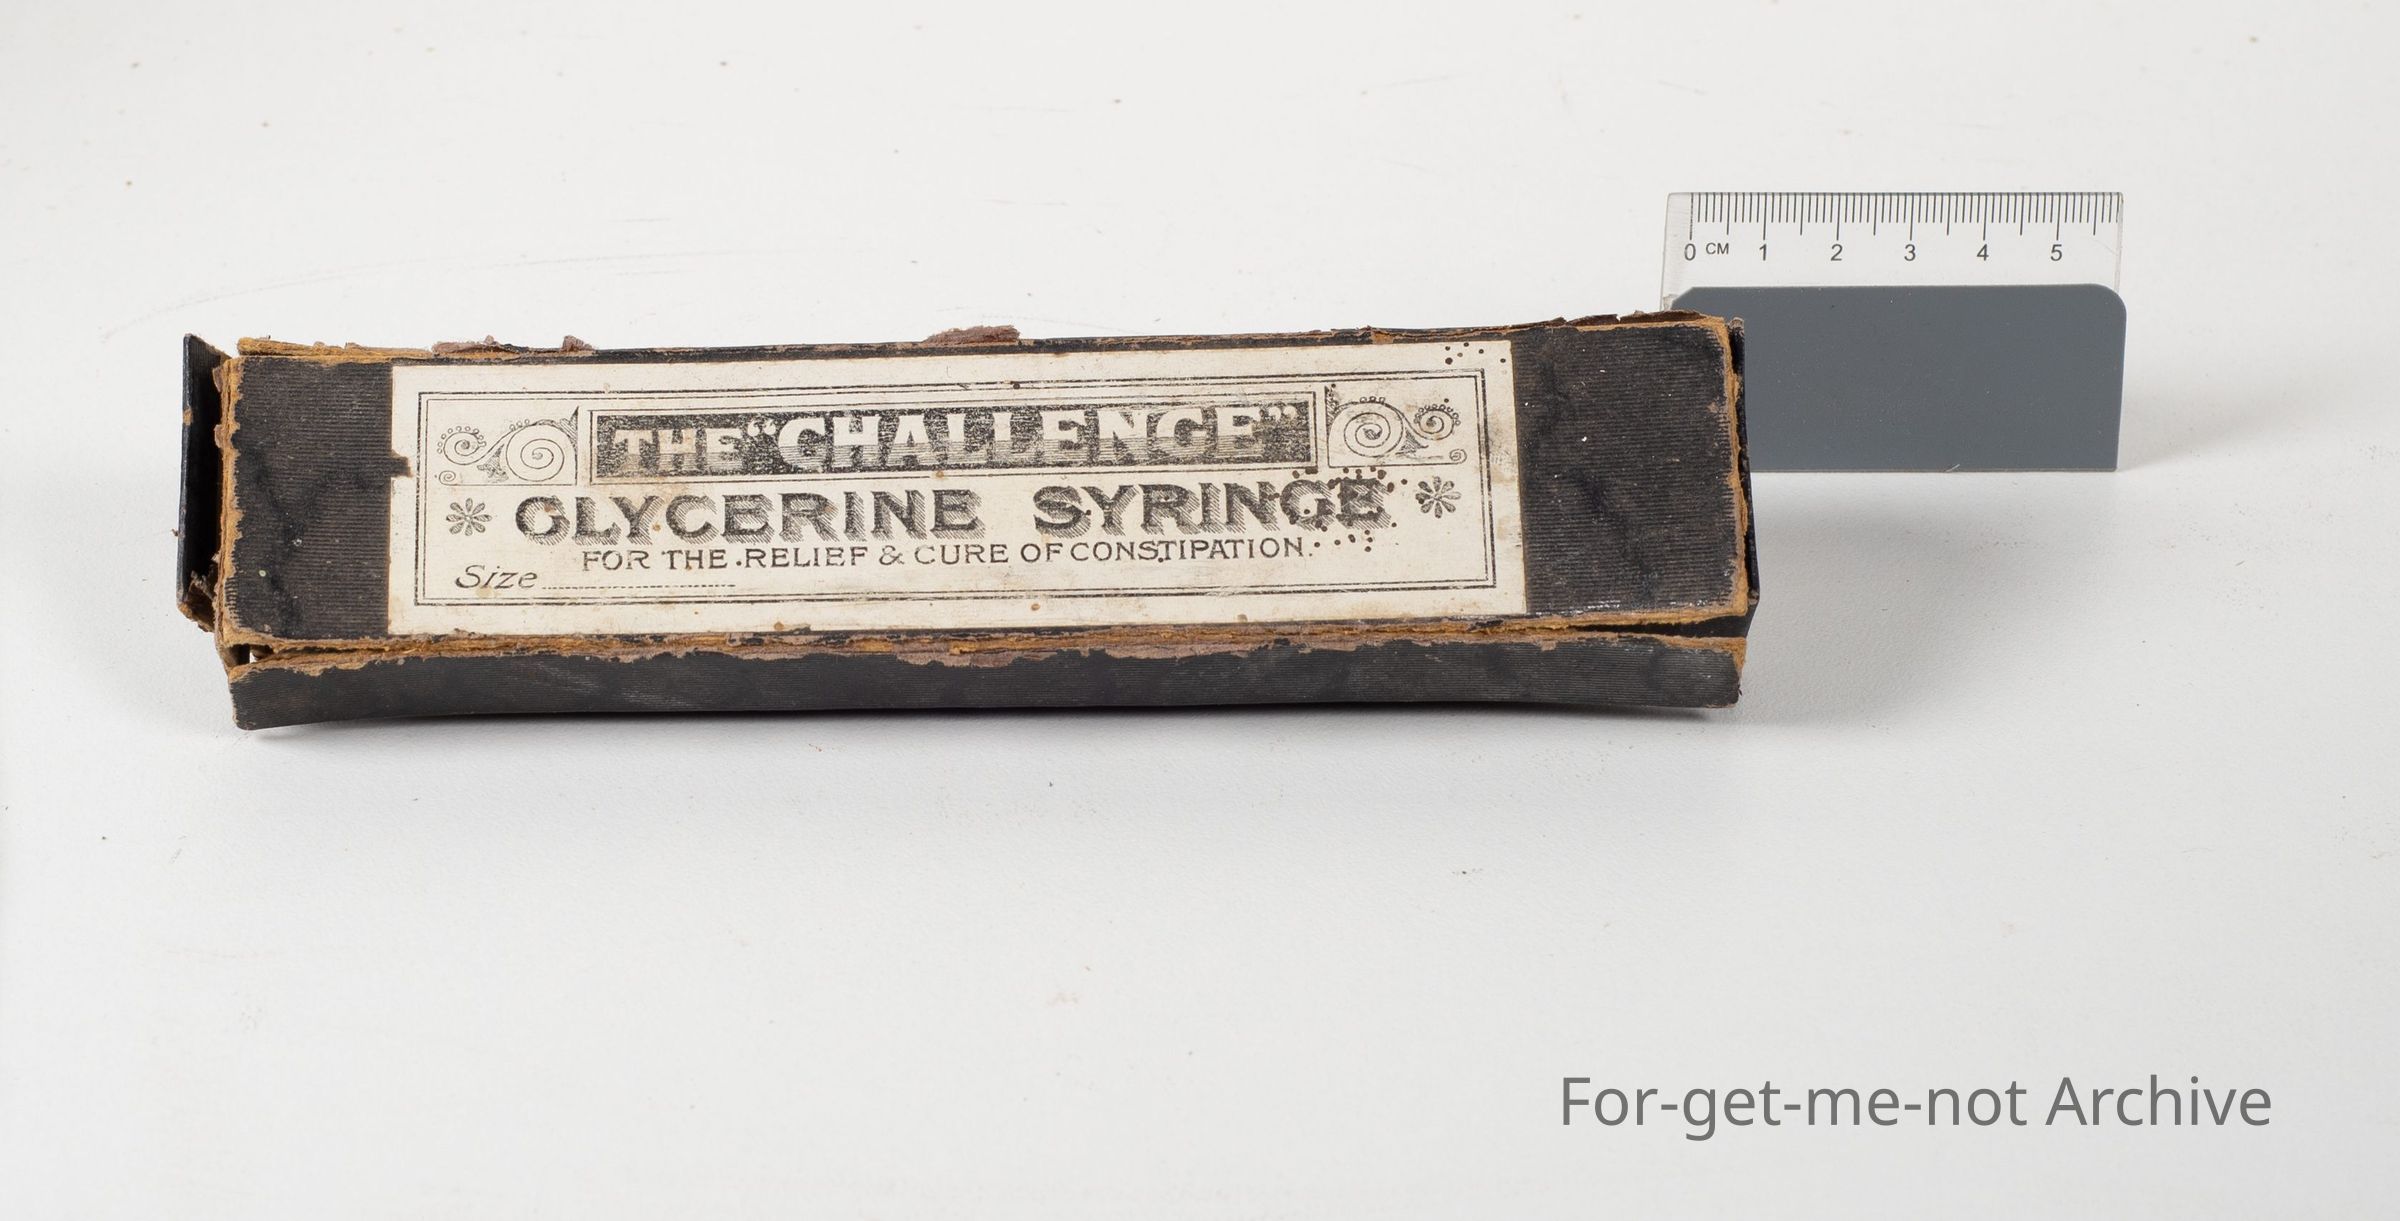 0 CM 1 2 3 4 5
THE "CHALLENGE"
GLYCERINE SYRINGE
FOR THE RELIEF & CURE OF CONSTIPATION.
Size
For-get-me-not Archive